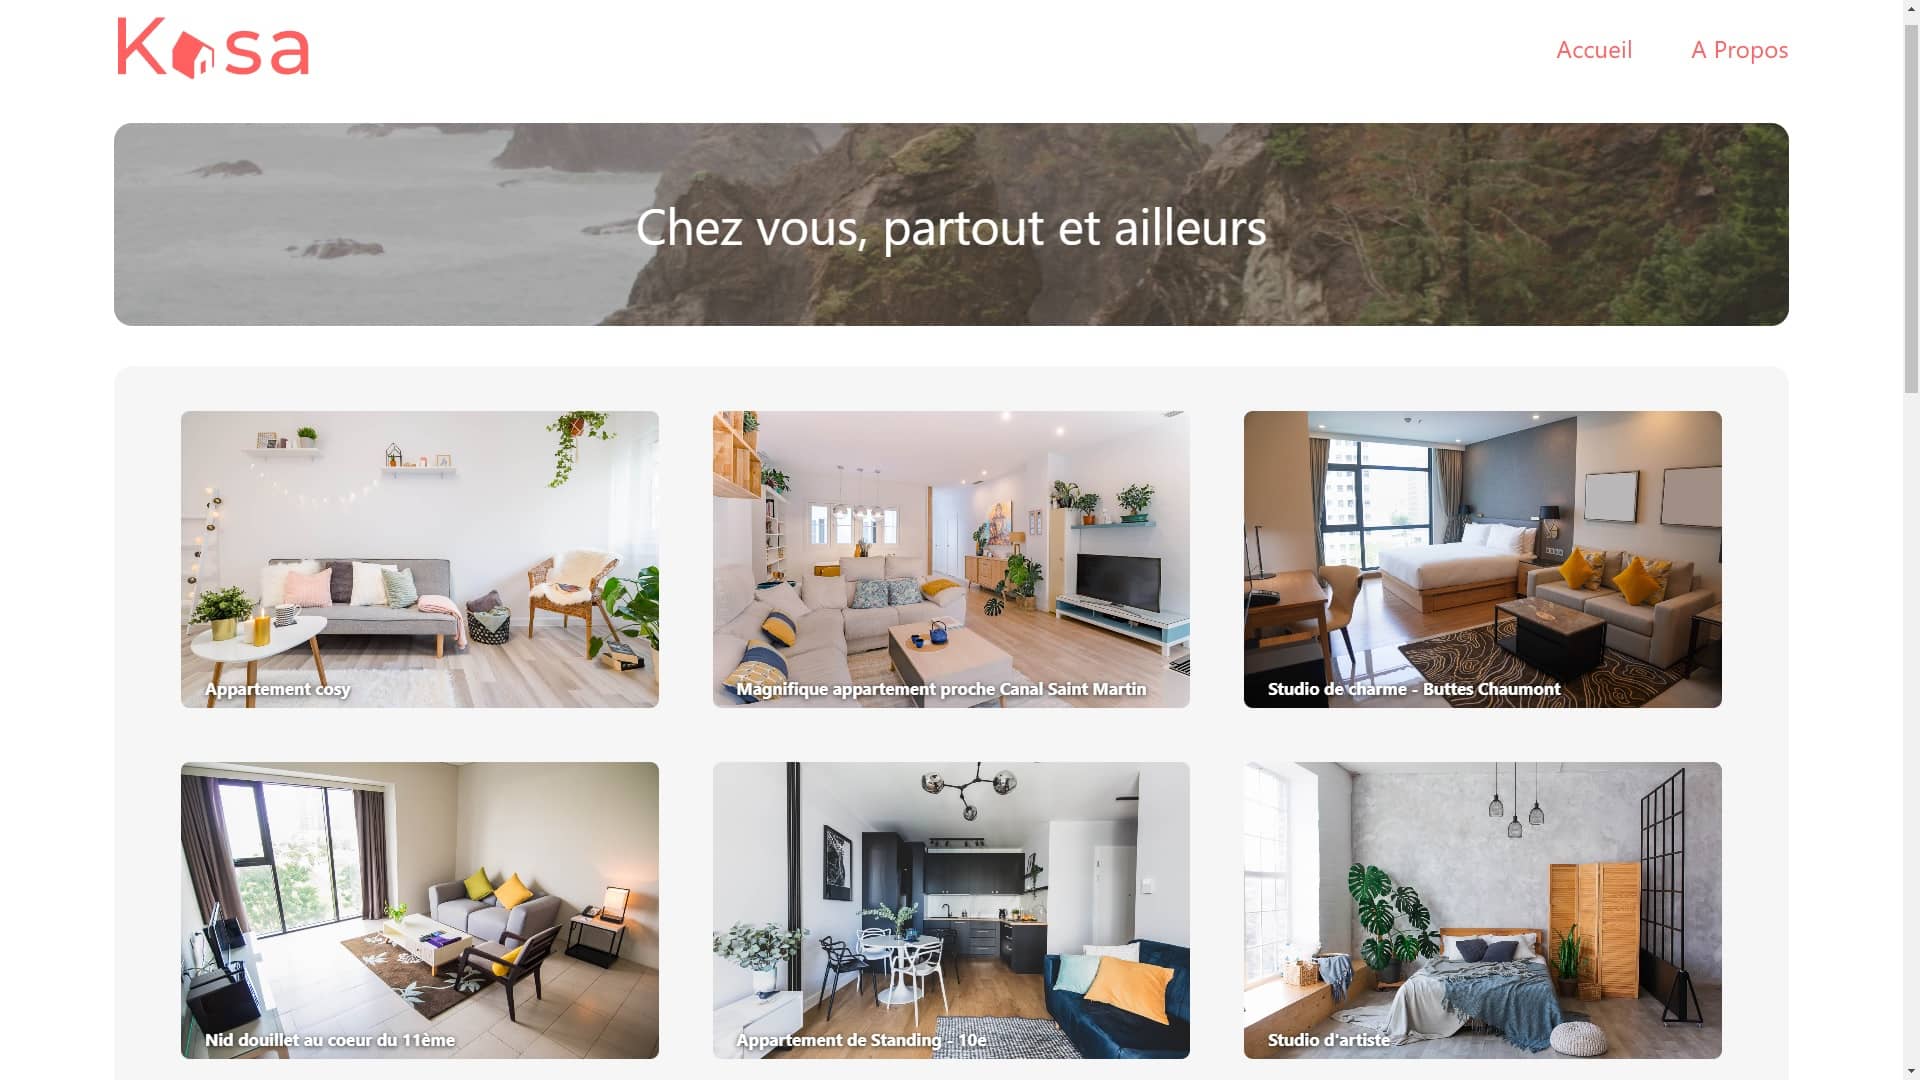 Kasa
Accueil
A Propos
Chez vous, partout et ailleurs
Appartement cosy
Magnifique appartement proche Canal Saint Martin
Studio de charme - Buttes Chaumont
Nid douillet au coeur du 11ème
Appartement de Standing - 10e
Studio d'artiste